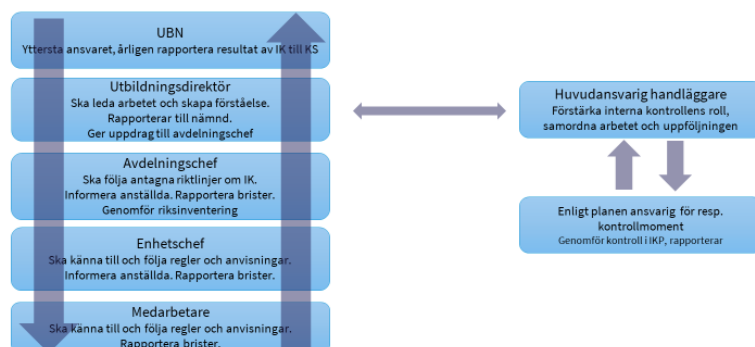 UBN
Yttersta ansvaret, årligen rapportera resultat av IK till KS
Utbildningsdirektör
Ska leda arbetet och skapa förståelse.
Rapporterar till nämnd.
Ger uppdrag till avdelningschef
Avdelningschef
Ska följa antagna riktlinjer om IK.
Informera anställda. Rapportera brister.
Genomför riksinventering
Enhetschef
Ska känna till och följa regler och anvisningar.
Informera anställda. Rapportera brister.
Medarbetare
Ska känna till och följa regler och anvisningar.
Rapportera brister.
Huvudansvarig handläggare
Förstärka interna kontrollens roll,
samordna arbetet och uppföljningen
Enligt planen ansvarig för resp.
kontrollmoment
Genomför kontroll i IKP, rapporterar